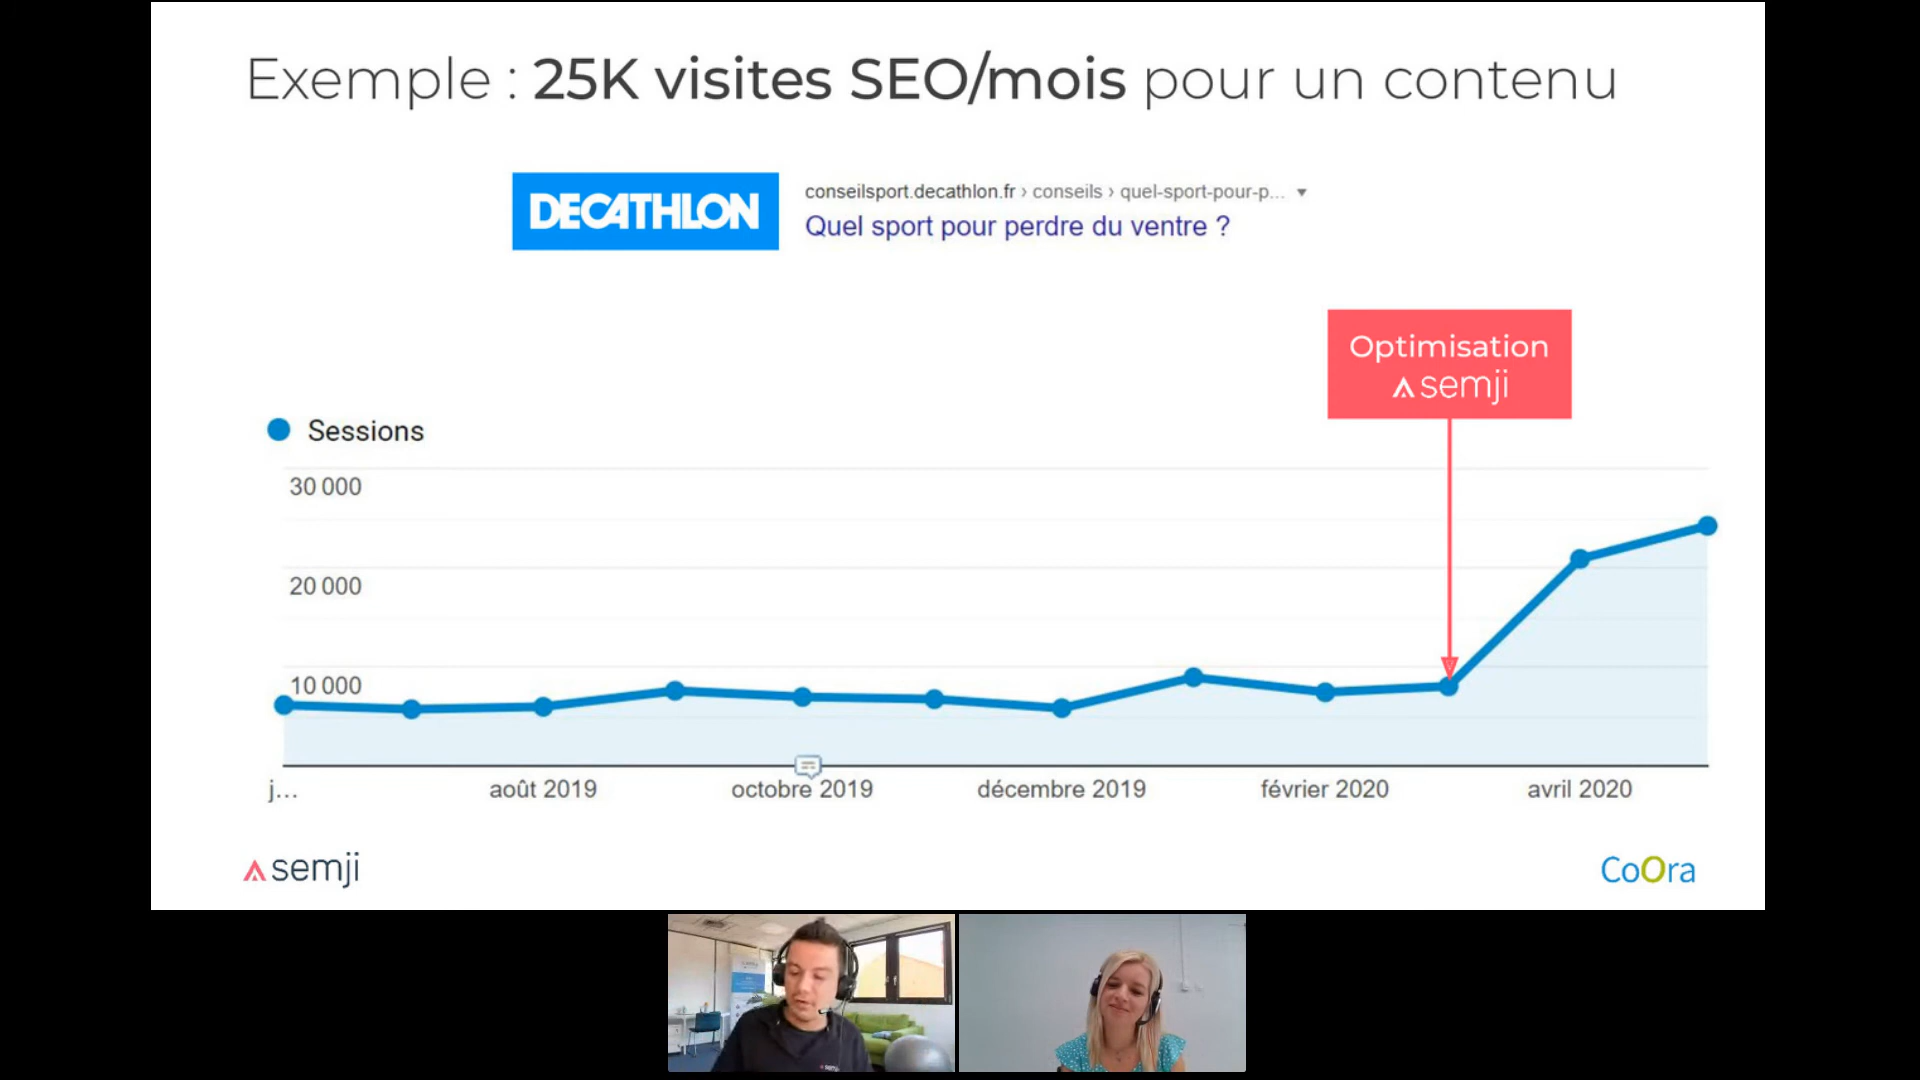 Exemple : 25K visites SEO/mois pour un contenu
DECATHLON
conseilsport.decathlon.fr › conseils › quel-sport-pour-p...
Quel sport pour perdre du ventre ?
Optimisation
semji
Sessions
30 000
20 000
10 000
j...
août 2019
octobre 2019
décembre 2019
février 2020
avril 2020
semji
CoOra